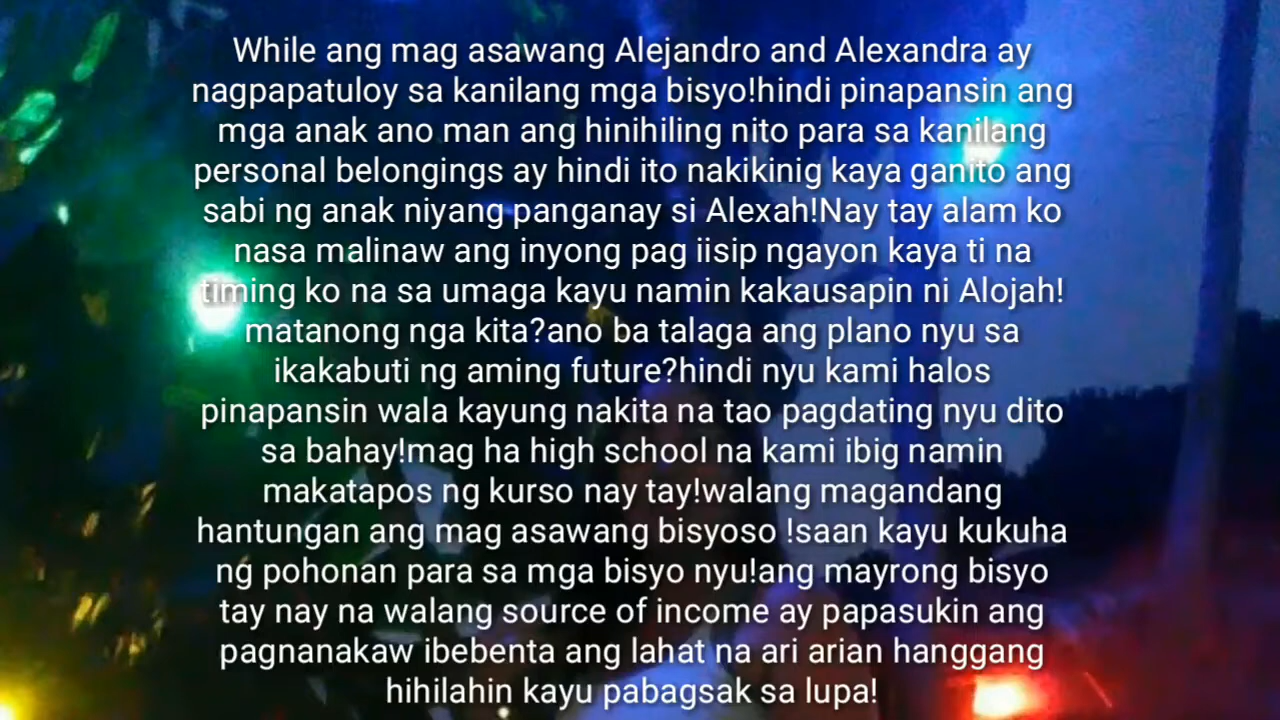 While ang mag asawang Alejandro and Alexandra ay
nagpapatuloy sa kanilang mga bisyo!hindi pinapansin ang
mga anak ano man ang hinihiling nito para sa kanilang
personal belongings ay hindi ito nakikinig kaya ganito ang
sabi ng anak niyang panganay si Alexah!Nay tay alam ko
nasa malinaw ang inyong pag iisip ngayon kaya ti na
timing ko na sa umaga kayu namin kakausapin ni Alojah!
matanong nga kita?ano ba talaga ang plano nyu sa
ikakabuti ng aming future?hindi nyu kami halos
pinapansin wala kayung nakita na tao pagdating nyu dito
sa bahay!mag ha high school na kami ibig namin
makatapos ng kurso nay tay!walang magandang
hantungan ang mag asawang bisyoso !saan kayu kukuha
ng pohonan para sa mga bisyo nyu!ang mayrong bisyo
tay nay na walang source of income ay papasukin ang
pagnanakaw ibebenta ang lahat na ari arian hanggang
hihilahin kayu pabagsak sa lupa!